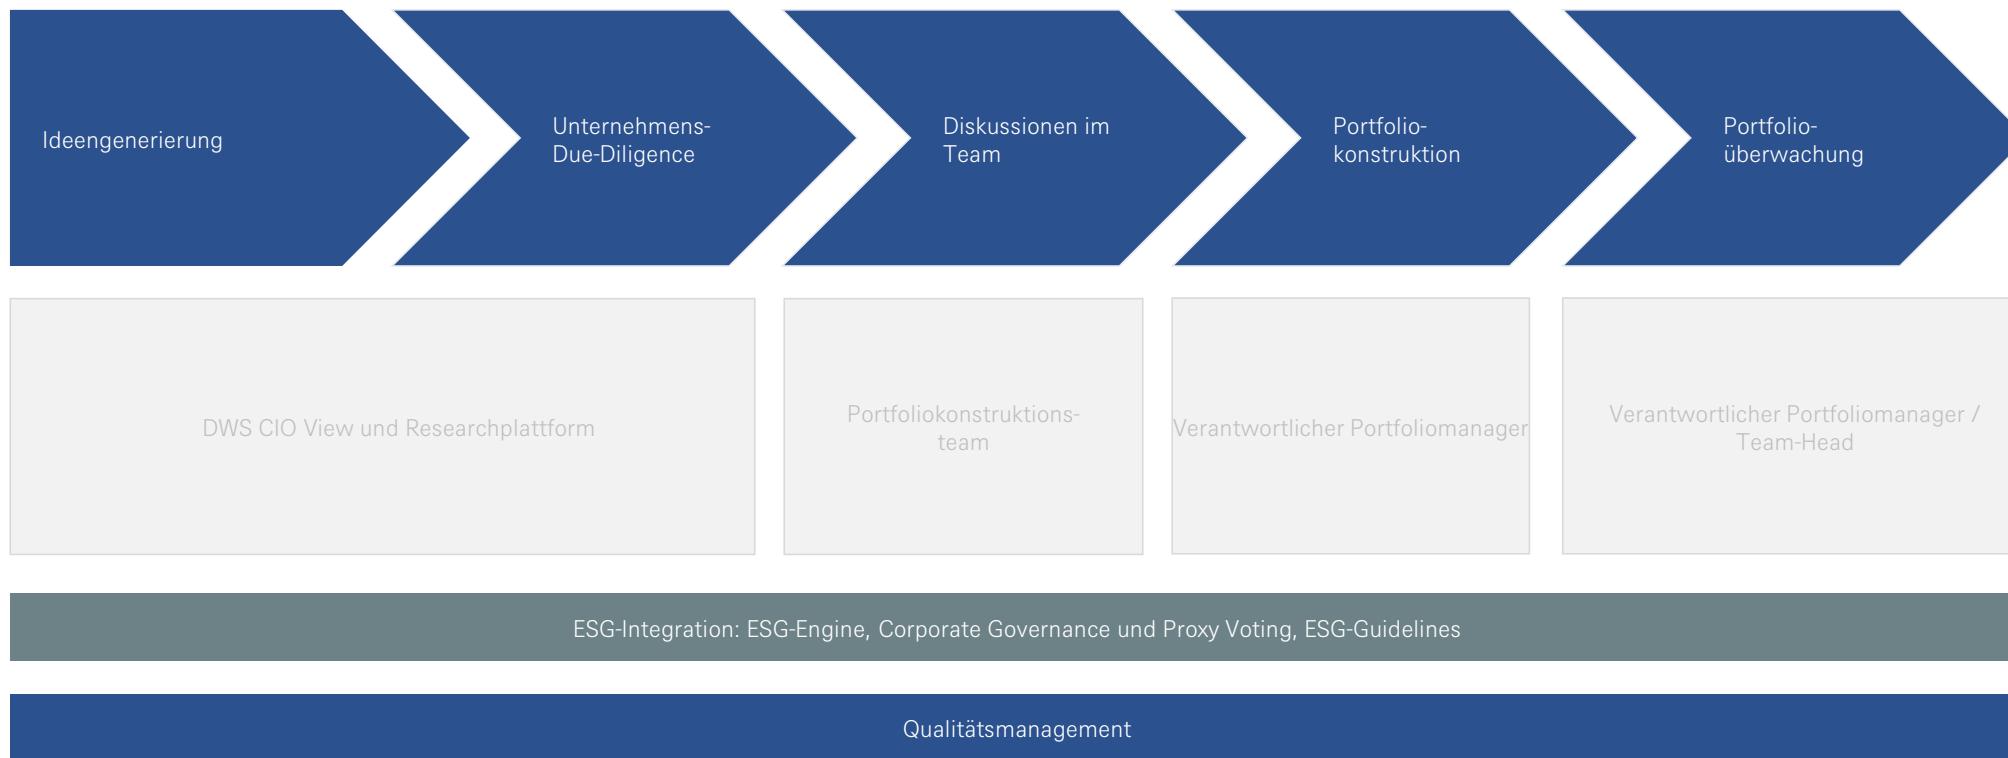 Ideengenerierung
Unternehmens-
Due-Diligence
Diskussionen im
Team
Portfolio-
konstruktion
Portfolio-
überwachung
DWS CIO View und Researchplattform
Portfoliokonstruktions-
team
Verantwortlicher Portfoliomanager
Verantwortlicher Portfoliomanager /
Team-Head
ESG-Integration: ESG-Engine, Corporate Governance und Proxy Voting, ESG-Guidelines
Qualitätsmanagement